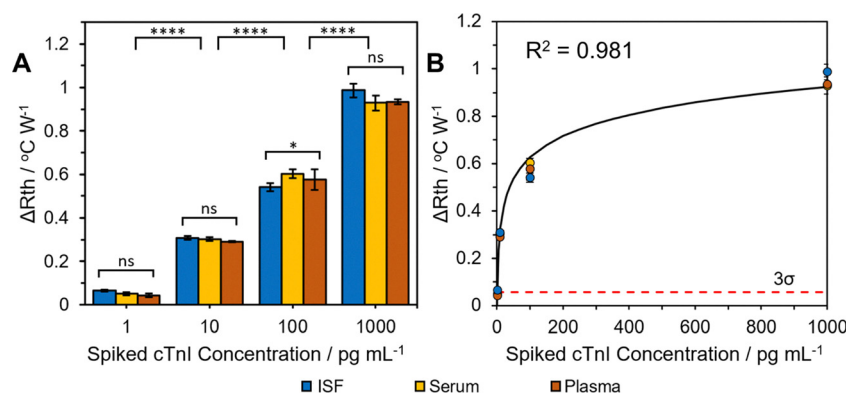 A
**** **** ****
ns
*
ns
ns
1.2
1
0.8
0.6
0.4
0.2
0
ΔRth / °C W⁻¹
1 10 100 1000
Spiked cTnI Concentration / pg mL⁻¹
B
R² = 0.981
1.2
1
0.8
0.6
0.4
0.2
0
ΔRth / °C W⁻¹
3σ
0 200 400 600 800 1000
Spiked cTnI Concentration / pg mL⁻¹
ISF Serum Plasma